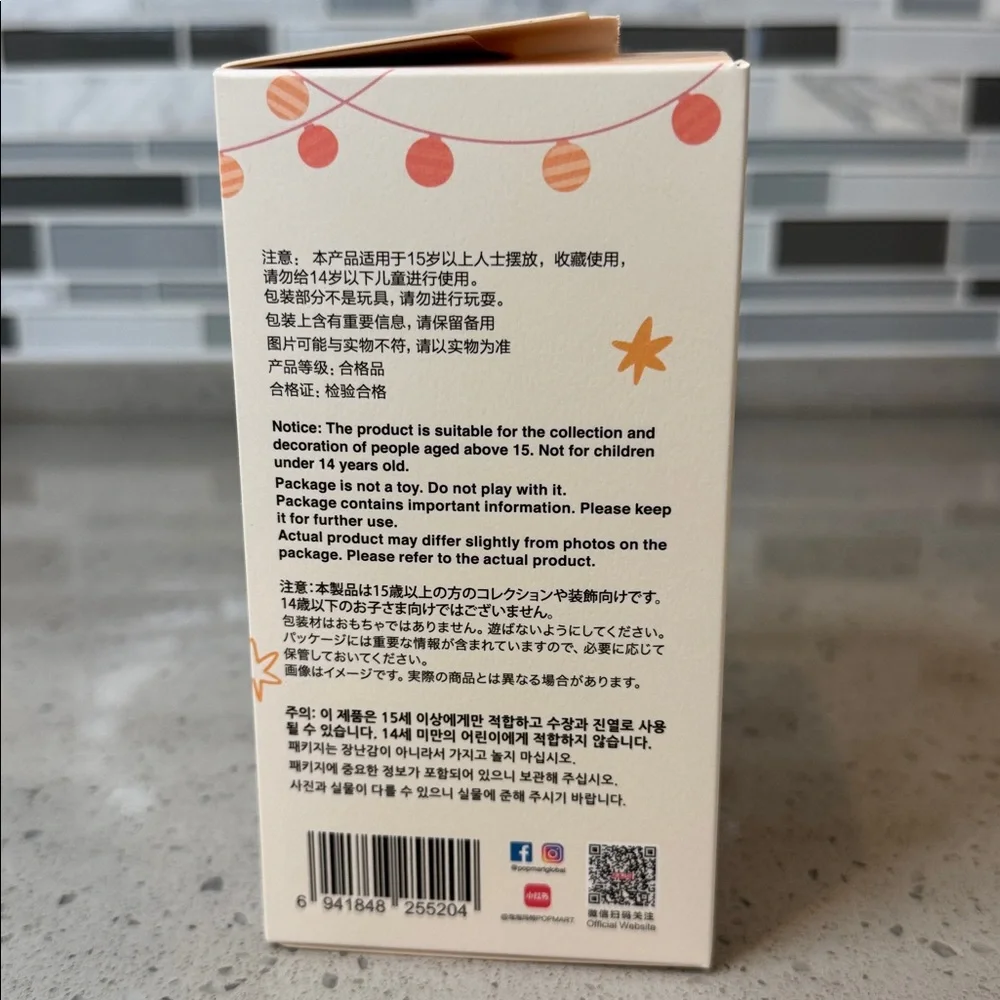 注意： 本产品适用于15岁以上人士摆放，收藏使用，
请勿给14岁以下儿童进行使用。
包装部分不是玩具，请勿进行玩耍。
包装上含有重要信息，请保留备用
图片可能与实物不符，请以实物为准
产品等级：合格品
合格证：检验合格
Notice: The product is suitable for the collection and
decoration of people aged above 15. Not for children
under 14 years old.
Package is not a toy. Do not play with it.
Package contains important information. Please keep
it for further use.
Actual product may differ slightly from photos on the
package. Please refer to the actual product.
注意：本製品は15歳以上の方のコレクションや装飾向けです。
14歳以下のお子さま向けではございません。
包装材はおもちゃではありません。遊ばないようにしてください。
パッケージには重要な情報が含まれていますので、必要に応じて
保管しておいてください。
画像はイメージです。実際の商品とは異なる場合があります。
주의: 이 제품은 15세 이상에게만 적합하고 수장과 진열로 사용
될 수 있습니다. 14세 미만의 어린이에게 적합하지 않습니다.
패키지는 장난감이 아니라서 가지고 놀지 마십시오.
패키지에 중요한 정보가 포함되어 있으니 보관해 주십시오.
사진과 실물이 다를 수 있으니 실물에 준해 주시기 바랍니다.
6 941848 255204
@popmartglobal
小红书
POPMART
微信扫码关注
Official Website